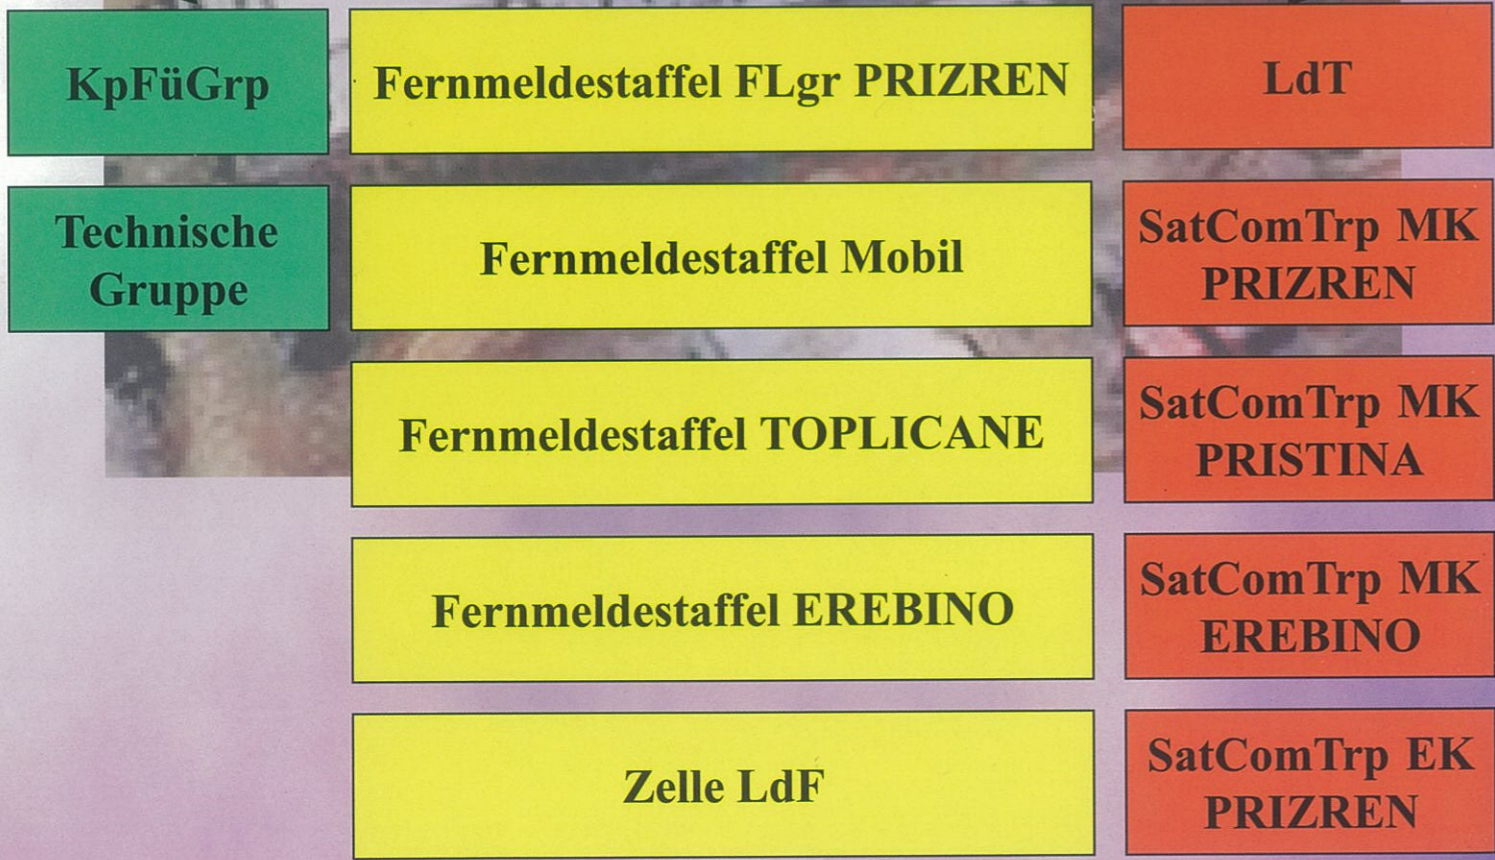 KpFüGrp
Fernmeldestaffel FLgr PRIZREN
LdT
Technische
Gruppe
Fernmeldestaffel Mobil
SatComTrp MK
PRIZREN
Fernmeldestaffel TOPLICANE
SatComTrp MK
PRISTINA
Fernmeldestaffel EREBINO
SatComTrp MK
EREBINO
Zelle LdF
SatComTrp EK
PRIZREN